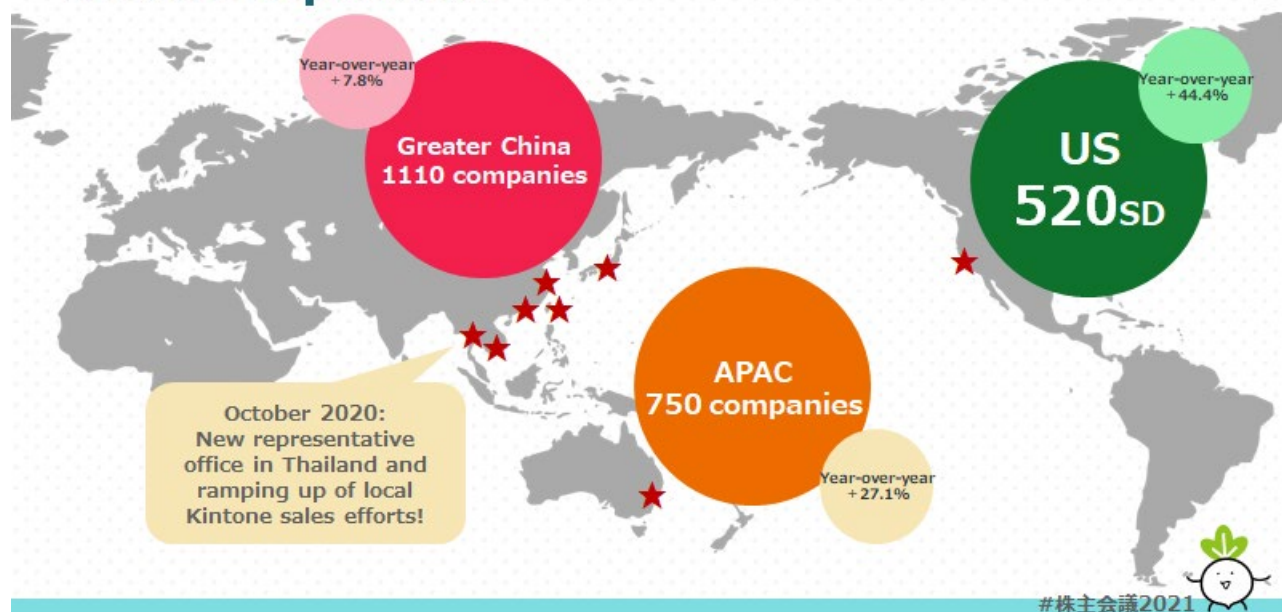 Year-over-year
+7.8%
Greater China
1110 companies
Year-over-year
+44.4%
US
520SD
APAC
750 companies
Year-over-year
+27.1%
October 2020:
New representative
office in Thailand and
ramping up of local
Kintone sales efforts!
#株主会議2021